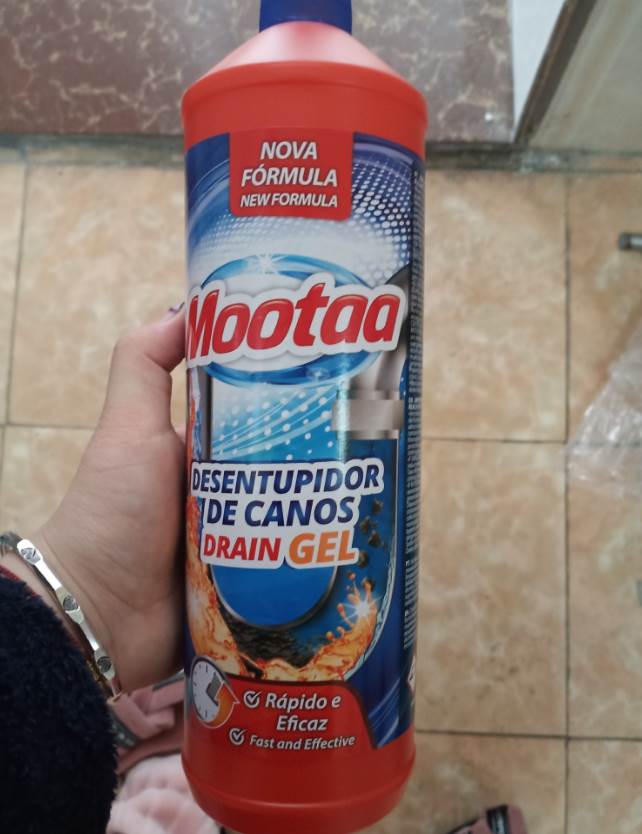 NOVA
FÓRMULA
NEW FORMULA
Mootaa
DESENTUPIDOR
DE CANOS
DRAIN GEL
Rápido e
Eficaz
Fast and Effective